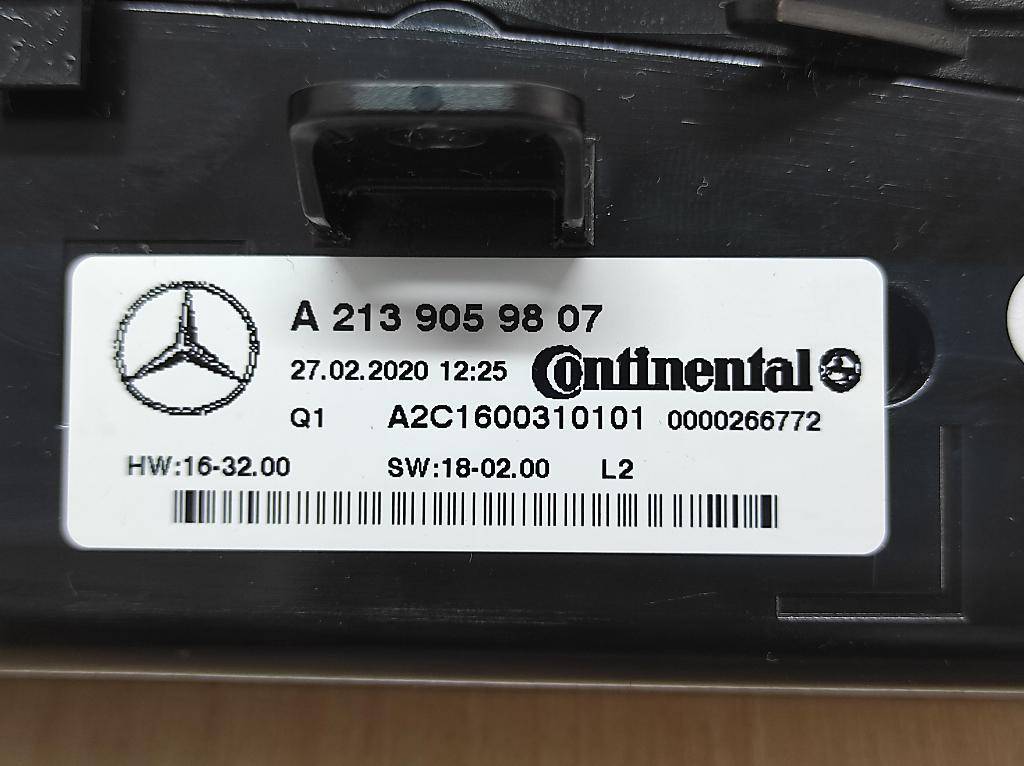 A 213 905 98 07
27.02.2020 12:25 Continental
Q1 A2C1600310101 0000266772
HW:16-32.00 SW:18-02.00 L2